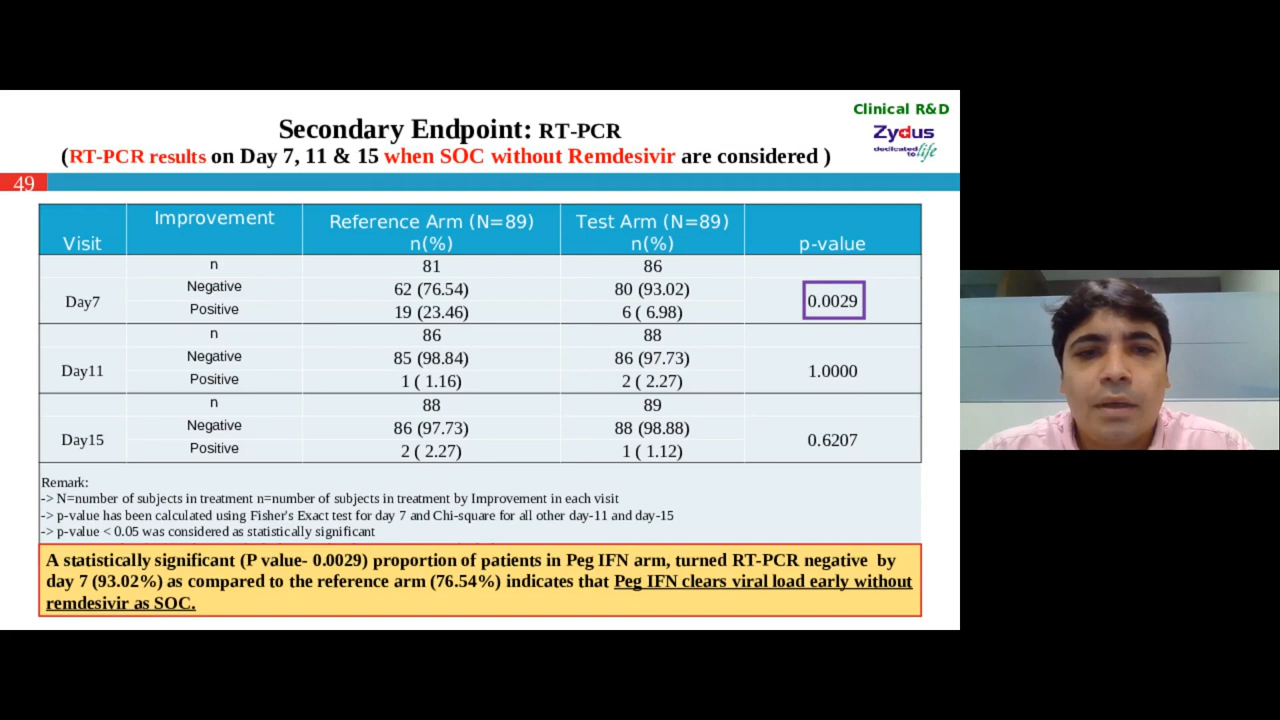 Clinical R&D
Zydus
dedicated
to life
Secondary Endpoint: RT-PCR
(RT-PCR results on Day 7, 11 & 15 when SOC without Remdesivir are considered )
49
Visit Improvement Reference Arm (N=89) n(%) Test Arm (N=89) n(%) p-value
Day7 n 81 86 0.0029
Negative 62 (76.54) 80 (93.02)
Positive 19 (23.46) 6 ( 6.98)
Day11 n 86 88 1.0000
Negative 85 (98.84) 86 (97.73)
Positive 1 ( 1.16) 2 ( 2.27)
Day15 n 88 89 0.6207
Negative 86 (97.73) 88 (98.88)
Positive 2 ( 2.27) 1 ( 1.12)
Remark:
-> N=number of subjects in treatment n=number of subjects in treatment by Improvement in each visit
-> p-value has been calculated using Fisher's Exact test for day 7 and Chi-square for all other day-11 and day-15
-> p-value < 0.05 was considered as statistically significant
A statistically significant (P value- 0.0029) proportion of patients in Peg IFN arm, turned RT-PCR negative by
day 7 (93.02%) as compared to the reference arm (76.54%) indicates that Peg IFN clears viral load early without
remdesivir as SOC.